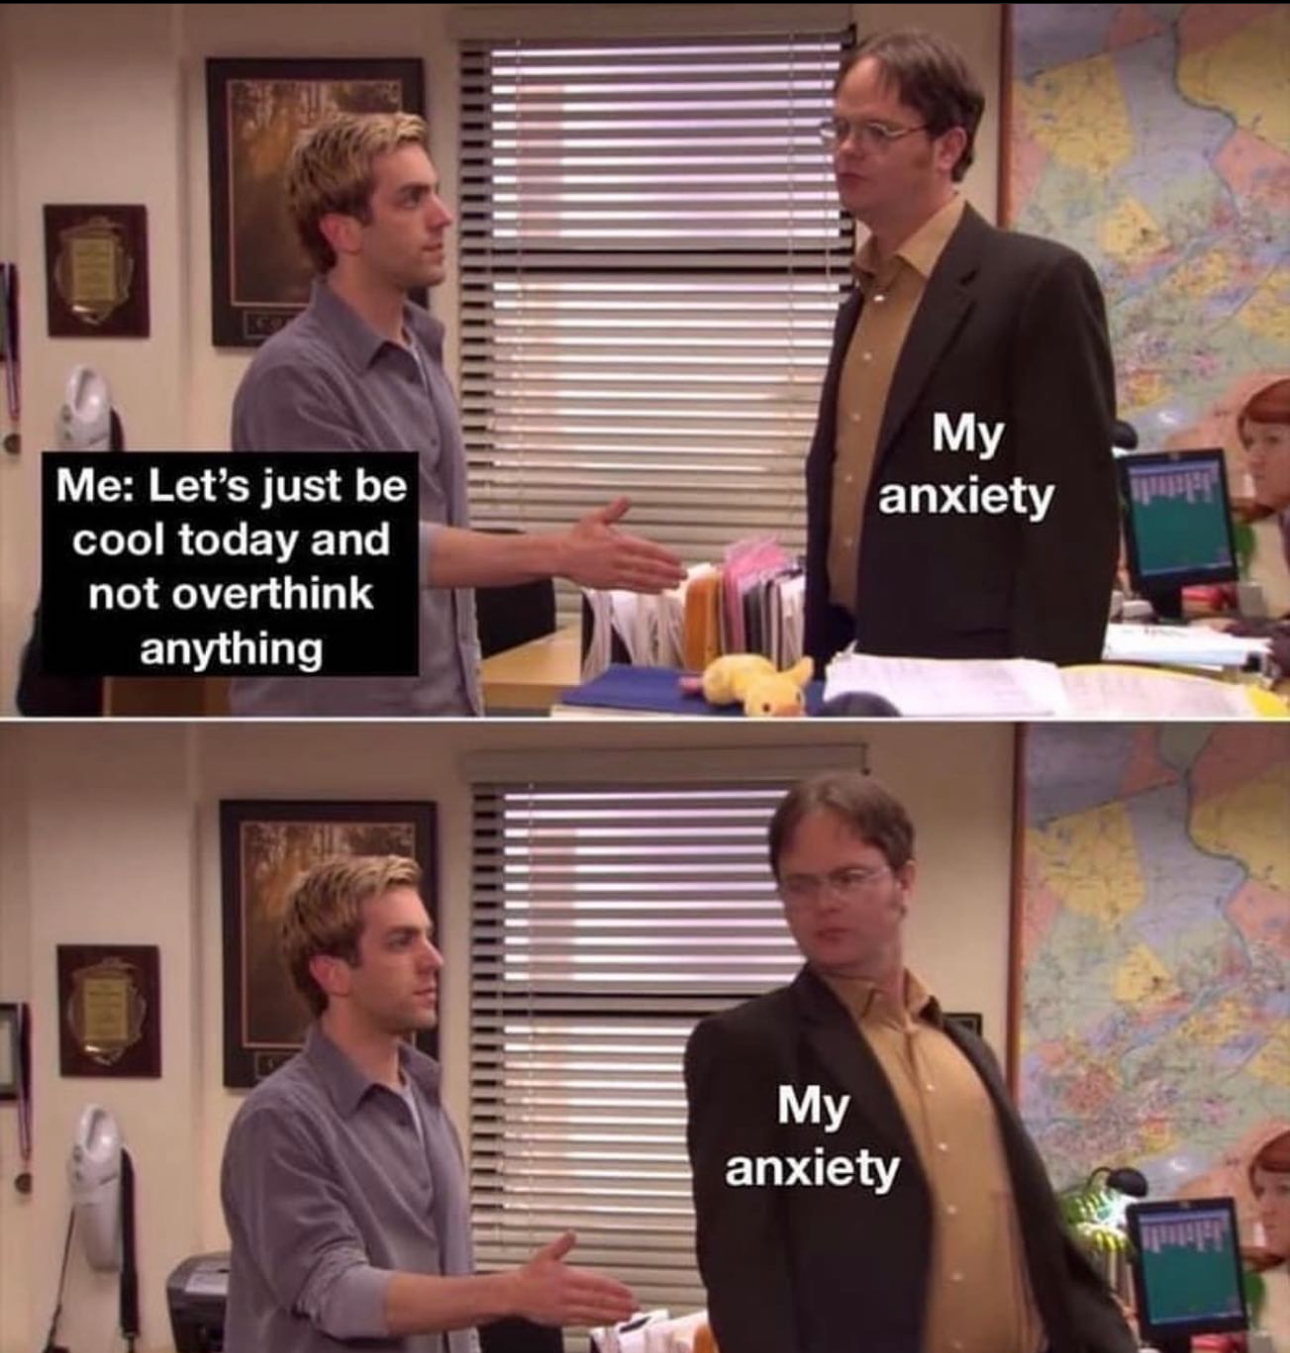 Me: Let's just be
cool today and
not overthink
anything
My
anxiety
My
anxiety